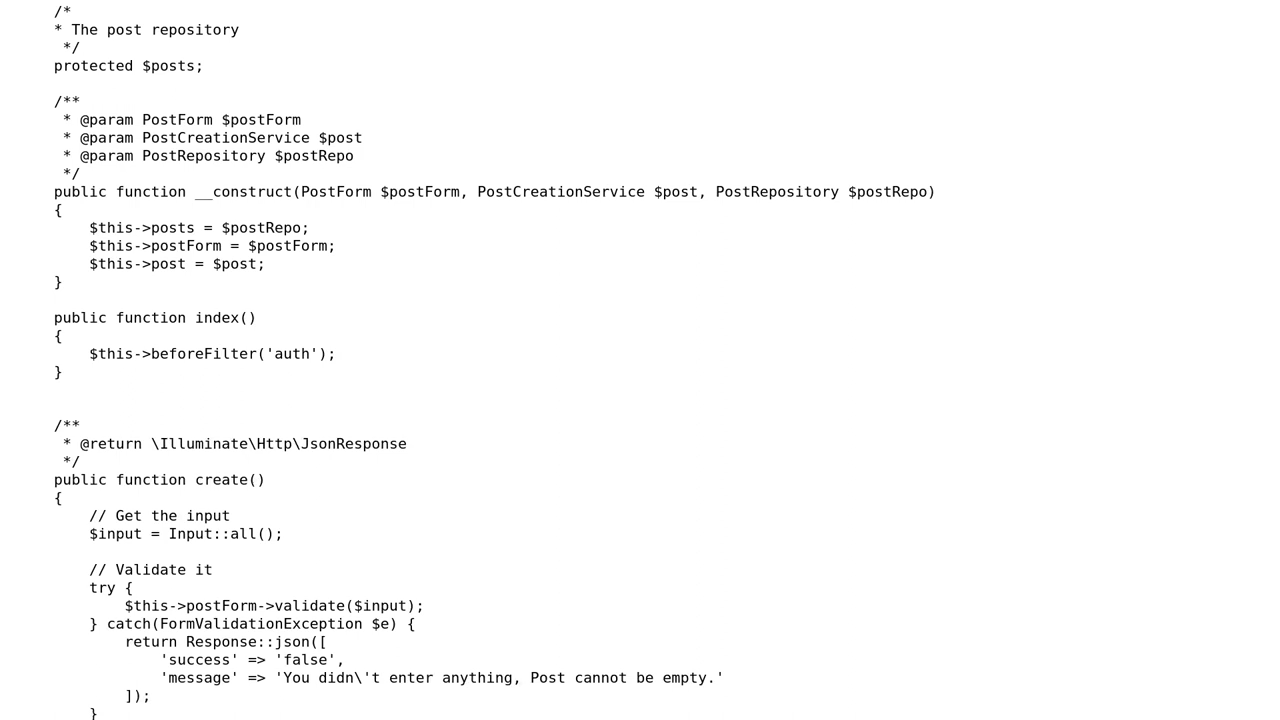 /*
* The post repository
 */
protected $posts;

/**
 * @param PostForm $postForm
 * @param PostCreationService $post
 * @param PostRepository $postRepo
 */
public function __construct(PostForm $postForm, PostCreationService $post, PostRepository $postRepo)
{
    $this->posts = $postRepo;
    $this->postForm = $postForm;
    $this->post = $post;
}

public function index()
{
    $this->beforeFilter('auth');
}


/**
 * @return \Illuminate\Http\JsonResponse
 */
public function create()
{
    // Get the input
    $input = Input::all();

    // Validate it
    try {
        $this->postForm->validate($input);
    } catch(FormValidationException $e) {
        return Response::json([
            'success' => 'false',
            'message' => 'You didn\'t enter anything, Post cannot be empty.'
        ]);
    }